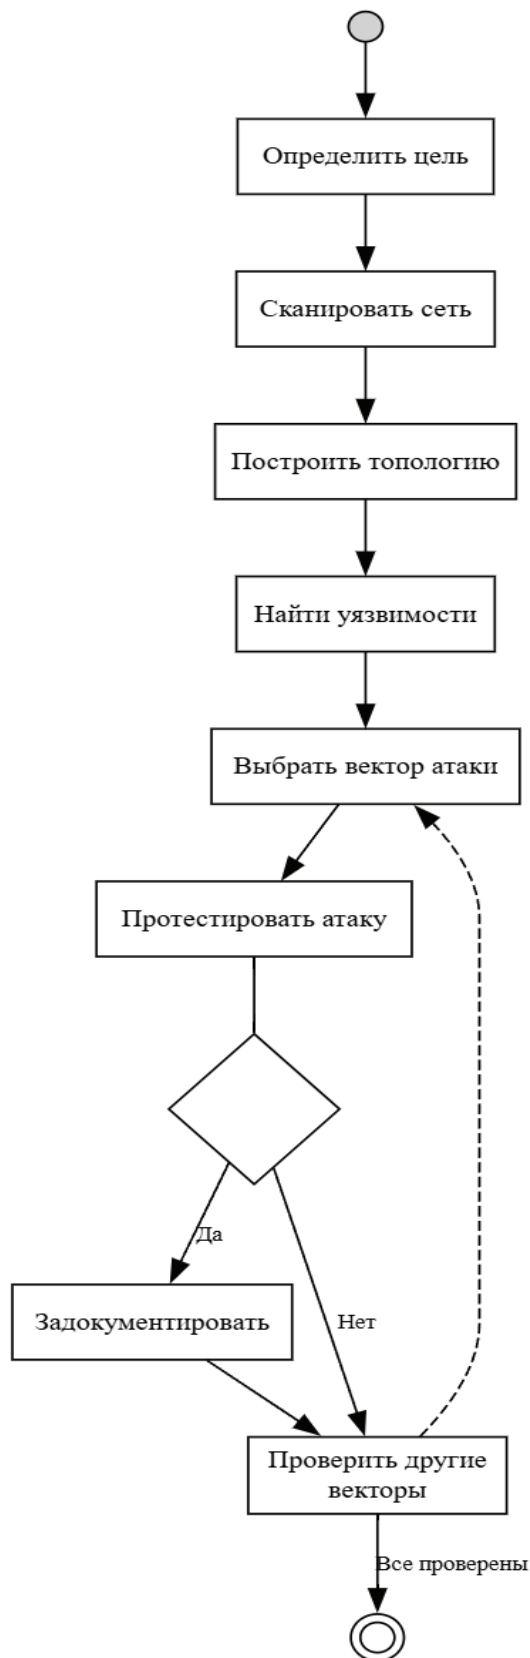 Определить цель
Сканировать сеть
Построить топологию
Найти уязвимости
Выбрать вектор атаки
Протестировать атаку
Да
Задокументировать
Нет
Проверить другие
векторы
Все проверены